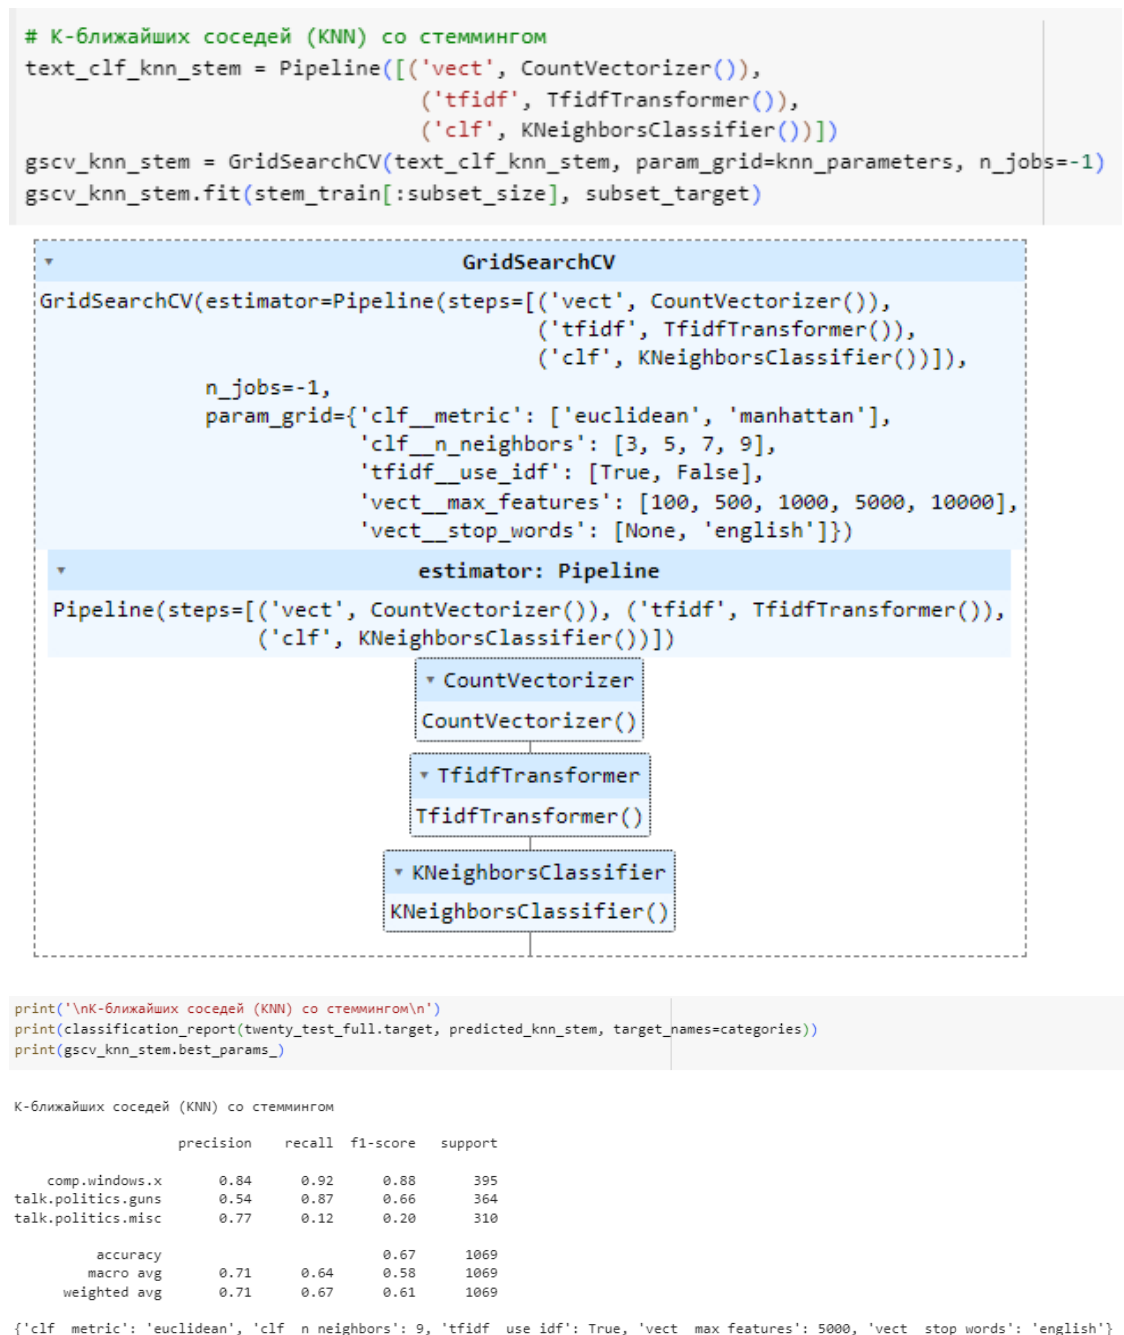 # К-ближайших соседей (KNN) со стеммингом
text_clf_knn_stem = Pipeline([('vect', CountVectorizer()),
('tfidf', TfidfTransformer()),
('clf', KNeighborsClassifier())])
gscv_knn_stem = GridSearchCV(text_clf_knn_stem, param_grid=knn_parameters, n_jobs=-1)
gscv_knn_stem.fit(stem_train[:subset_size], subset_target)
GridSearchCV
GridSearchCV(estimator=Pipeline(steps=[('vect', CountVectorizer()),
('tfidf', TfidfTransformer()),
('clf', KNeighborsClassifier())]),
n_jobs=-1,
param_grid={'clf__metric': ['euclidean', 'manhattan'],
'clf__n_neighbors': [3, 5, 7, 9],
'tfidf__use_idf': [True, False],
'vect__max_features': [100, 500, 1000, 5000, 10000],
'vect__stop_words': [None, 'english']})
estimator: Pipeline
Pipeline(steps=[('vect', CountVectorizer()), ('tfidf', TfidfTransformer()),
('clf', KNeighborsClassifier())])
CountVectorizer
CountVectorizer()
TfidfTransformer
TfidfTransformer()
KNeighborsClassifier
KNeighborsClassifier()
print('\nК-ближайших соседей (KNN) со стеммингом\n')
print(classification_report(twenty_test_full.target, predicted_knn_stem, target_names=categories))
print(gscv_knn_stem.best_params_)
К-ближайших соседей (KNN) со стеммингом
precision recall f1-score support
comp.windows.x 0.84 0.92 0.88 395
talk.politics.guns 0.54 0.87 0.66 364
talk.politics.misc 0.77 0.12 0.20 310
accuracy 0.67 1069
macro avg 0.71 0.64 0.58 1069
weighted avg 0.71 0.67 0.61 1069
{'clf__metric': 'euclidean', 'clf__n_neighbors': 9, 'tfidf__use_idf': True, 'vect__max_features': 5000, 'vect__stop_words': 'english'}